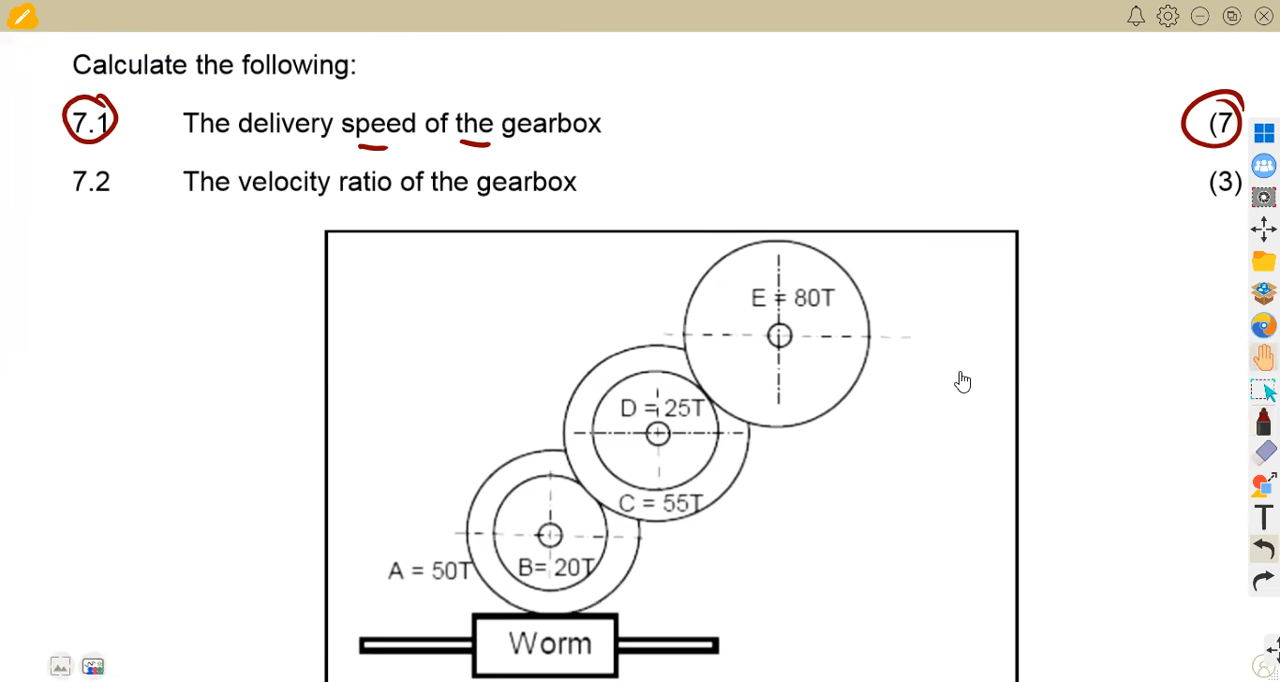 Calculate the following:
7.1 The delivery speed of the gearbox (7
7.2 The velocity ratio of the gearbox (3)
E = 80T
D = 25T
C = 55T
A = 50T B= 20T
Worm
T